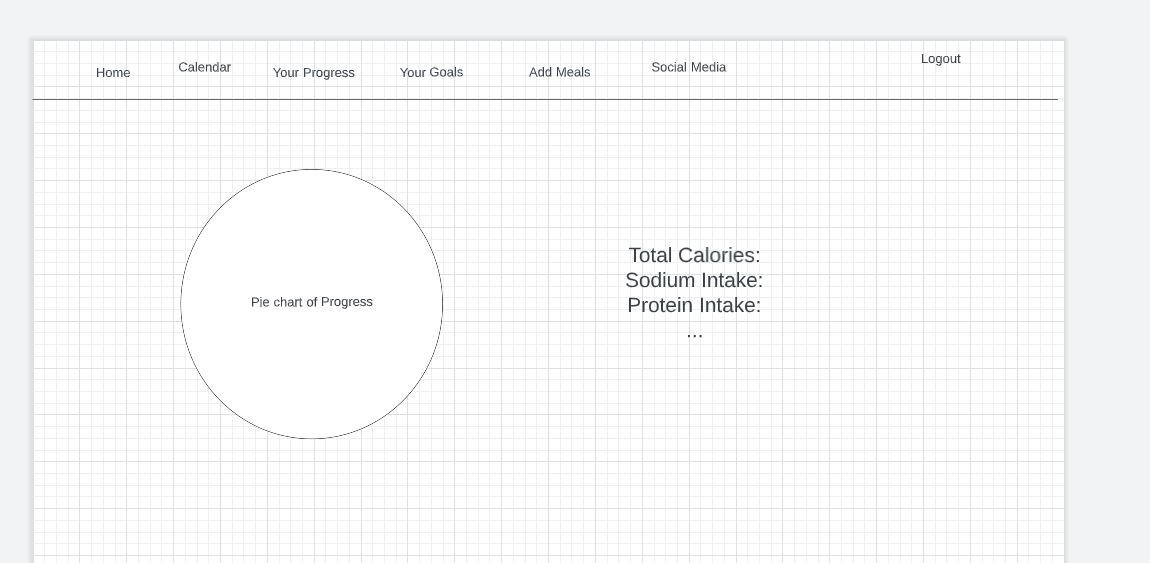 Home Calendar Your Progress Your Goals Add Meals Social Media Logout
Pie chart of Progress
Total Calories:
Sodium Intake:
Protein Intake:
...